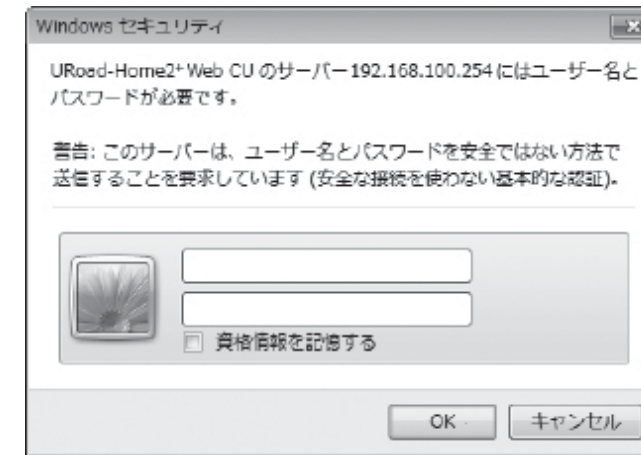 Windows セキュリティ
URoad-Home2+ Web CU のサーバー 192.168.100.254 にはユーザー名と
パスワードが必要です。
警告: このサーバーは、ユーザー名とパスワードを安全ではない方法で
送信することを要求しています (安全な接続を使わない基本的な認証)。
資格情報を記憶する
OK
キャンセル